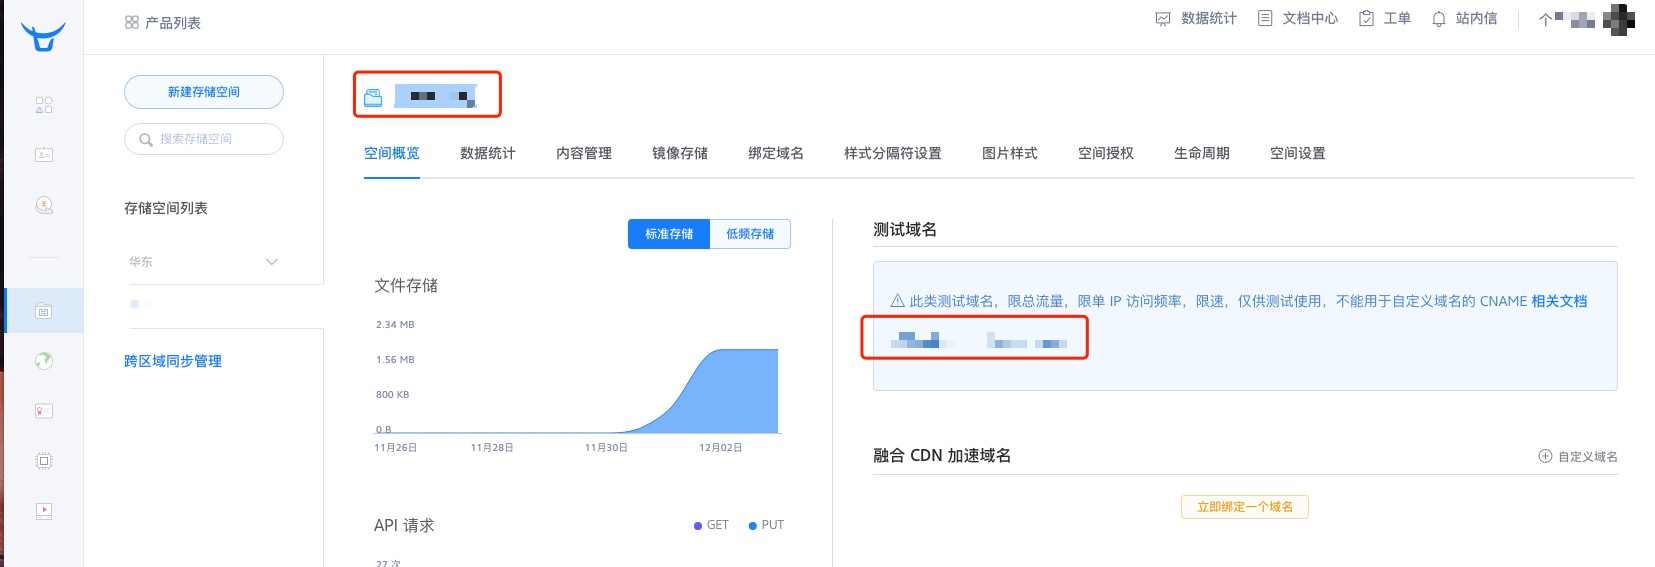 产品列表
数据统计
文档中心
工单
站内信
个
新建存储空间
搜索存储空间
存储空间列表
华东
跨区域同步管理
空间概览
数据统计
内容管理
镜像存储
绑定域名
样式分隔符设置
图片样式
空间授权
生命周期
空间设置
标准存储
低频存储
文件存储
2.34 MB
1.56 MB
800 KB
0 B
11月26日
11月28日
11月30日
12月02日
API 请求
GET
PUT
27 次
测试域名
此类测试域名，限总流量，限单 IP 访问频率，限速，仅供测试使用，不能用于自定义域名的 CNAME 相关文档
融合 CDN 加速域名
自定义域名
立即绑定一个域名